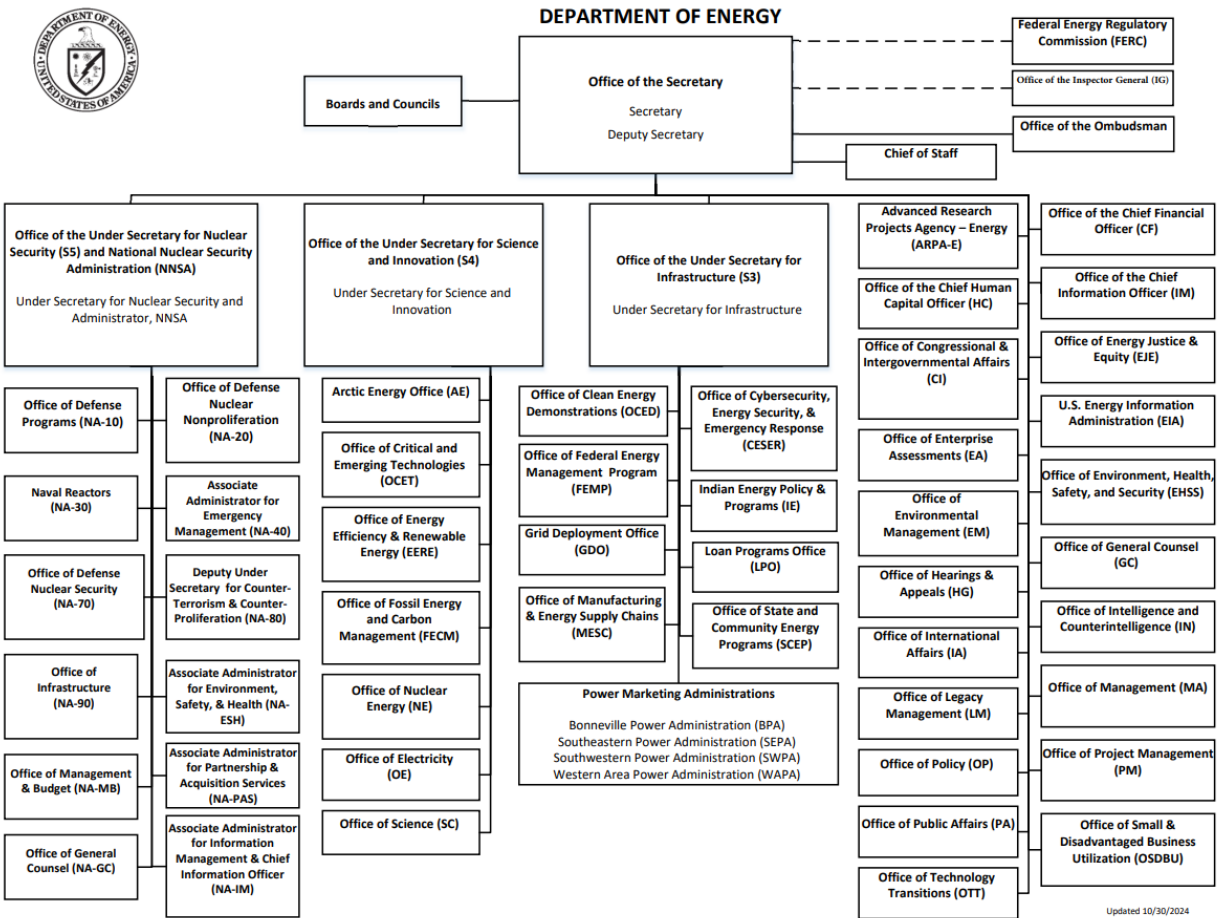 DEPARTMENT OF ENERGY
DEPARTMENT OF ENERGY
UNITED STATES OF AMERICA
Federal Energy Regulatory
Commission (FERC)
Office of the Inspector General (IG)
Office of the Ombudsman
Chief of Staff
Boards and Councils
Office of the Secretary
Secretary
Deputy Secretary
Office of the Under Secretary for Nuclear
Security (S5) and National Nuclear Security
Administration (NNSA)
Under Secretary for Nuclear Security and
Administrator, NNSA
Office of Defense
Programs (NA-10)
Office of Defense
Nuclear
Nonproliferation
(NA-20)
Naval Reactors
(NA-30)
Associate
Administrator for
Emergency
Management (NA-40)
Office of Defense
Nuclear Security
(NA-70)
Deputy Under
Secretary for Counter-
Terrorism & Counter-
Proliferation (NA-80)
Office of
Infrastructure
(NA-90)
Associate Administrator
for Environment,
Safety, & Health (NA-
ESH)
Office of Management
& Budget (NA-MB)
Associate Administrator
for Partnership &
Acquisition Services
(NA-PAS)
Office of General
Counsel (NA-GC)
Associate Administrator
for Information
Management & Chief
Information Officer
(NA-IM)
Office of the Under Secretary for Science
and Innovation (S4)
Under Secretary for Science and
Innovation
Arctic Energy Office (AE)
Office of Critical and
Emerging Technologies
(OCET)
Office of Energy
Efficiency & Renewable
Energy (EERE)
Office of Fossil Energy
and Carbon
Management (FECM)
Office of Nuclear
Energy (NE)
Office of Electricity
(OE)
Office of Science (SC)
Office of the Under Secretary for
Infrastructure (S3)
Under Secretary for Infrastructure
Office of Clean Energy
Demonstrations (OCED)
Office of Cybersecurity,
Energy Security, &
Emergency Response
(CESER)
Office of Federal Energy
Management Program
(FEMP)
Indian Energy Policy &
Programs (IE)
Grid Deployment Office
(GDO)
Loan Programs Office
(LPO)
Office of Manufacturing
& Energy Supply Chains
(MESC)
Office of State and
Community Energy
Programs (SCEP)
Power Marketing Administrations
Bonneville Power Administration (BPA)
Southeastern Power Administration (SEPA)
Southwestern Power Administration (SWPA)
Western Area Power Administration (WAPA)
Advanced Research
Projects Agency – Energy
(ARPA-E)
Office of the Chief Financial
Officer (CF)
Office of the Chief Human
Capital Officer (HC)
Office of the Chief
Information Officer (IM)
Office of Congressional &
Intergovernmental Affairs
(CI)
Office of Energy Justice &
Equity (EJE)
U.S. Energy Information
Administration (EIA)
Office of Enterprise
Assessments (EA)
Office of Environment, Health,
Safety, and Security (EHSS)
Office of
Environmental
Management (EM)
Office of General Counsel
(GC)
Office of Hearings &
Appeals (HG)
Office of Intelligence and
Counterintelligence (IN)
Office of International
Affairs (IA)
Office of Management (MA)
Office of Legacy
Management (LM)
Office of Project Management
(PM)
Office of Policy (OP)
Office of Public Affairs (PA)
Office of Small &
Disadvantaged Business
Utilization (OSDBU)
Office of Technology
Transitions (OTT)
Updated 10/30/2024